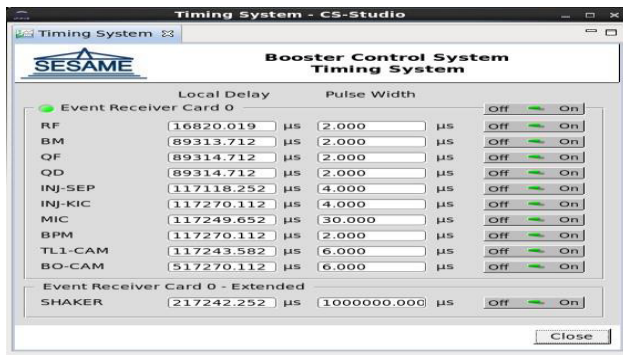 Timing System - CS-Studio
Timing System
SESAME
Booster Control System
Timing System
Local Delay Pulse Width
Event Receiver Card 0 Off On
RF 16820.019 µs 2.000 µs Off On
BM 89313.712 µs 2.000 µs Off On
QF 89314.712 µs 2.000 µs Off On
QD 89314.712 µs 2.000 µs Off On
INJ-SEP 117118.252 µs 4.000 µs Off On
INJ-KIC 117270.112 µs 4.000 µs Off On
MIC 117249.652 µs 30.000 µs Off On
BPM 117270.112 µs 2.000 µs Off On
TL1-CAM 117243.582 µs 6.000 µs Off On
BO-CAM 517270.112 µs 6.000 µs Off On
Event Receiver Card 0 - Extended
SHAKER 217242.252 µs 1000000.000 µs Off On
Close